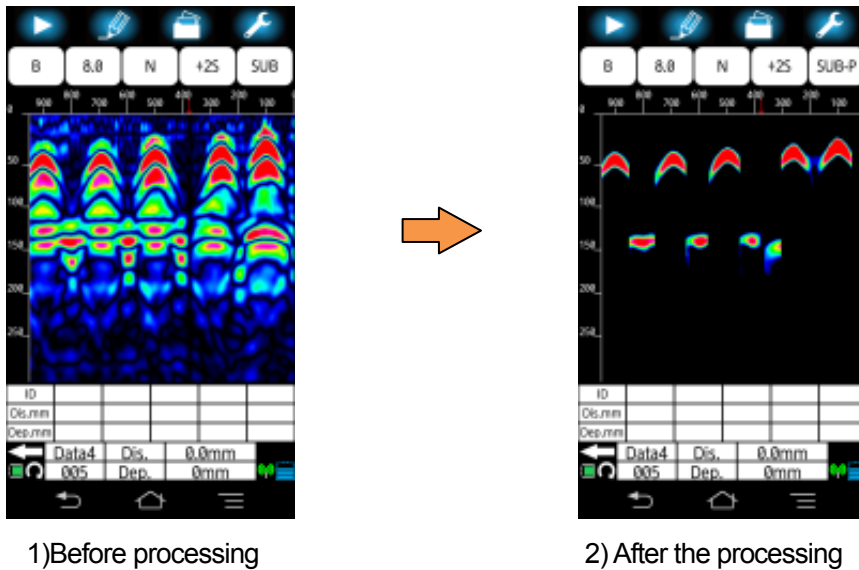 B 8.0 N +2S SUB
900 800 700 600 500 400 300 200 100
50
100
150
200
250
ID
Dis.mm
Dep.mm
Data4 Dis. 0.0mm
005 Dep. 0mm
1)Before processing
B 8.0 N +2S SUB-P
900 800 700 600 500 400 300 200 100
50
100
150
200
250
ID
Dis.mm
Dep.mm
Data4 Dis. 0.0mm
005 Dep. 0mm
2) After the processing